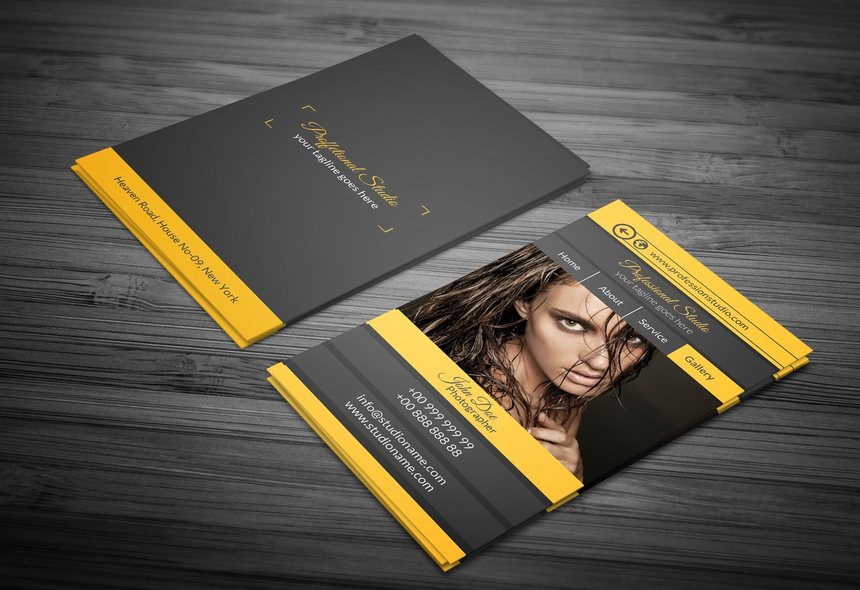 Proffetional Studio
your tagline goes here
Heaven Road, House No-09, New York
www.professionstudio.com
Professional Studio
your tagline goes here
Home
About
Service
Gallery
John Doe
Photographer
+00 999 999 99
+00 888 888 88
info@studioname.com
www.studioname.com